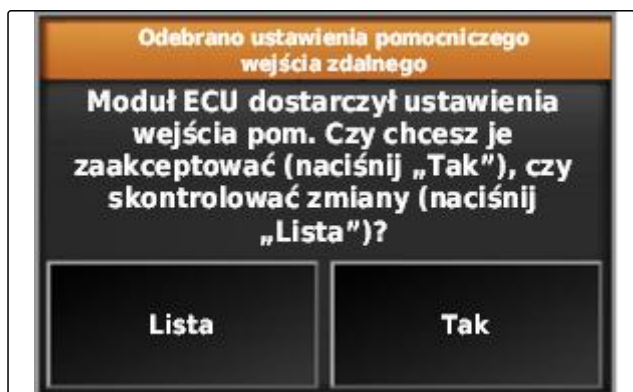 Odebrano ustawienia pomocniczego
wejścia zdalnego
Moduł ECU dostarczył ustawienia
wejścia pom. Czy chcesz je
zaakceptować (naciśnij „Tak”), czy
skontrolować zmiany (naciśnij
„Lista”)?
Lista
Tak